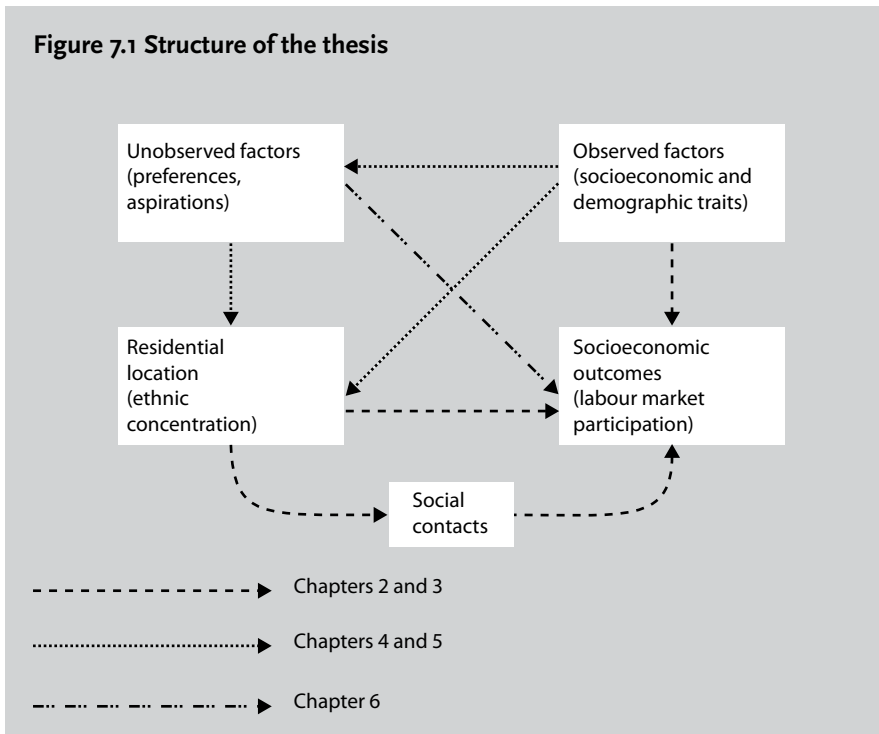 Figure 7.1 Structure of the thesis
Unobserved factors
(preferences,
aspirations)
Observed factors
(socioeconomic and
demographic traits)
Residential
location
(ethnic
concentration)
Socioeconomic
outcomes
(labour market
participation)
Social
contacts
Chapters 2 and 3
Chapters 4 and 5
Chapter 6